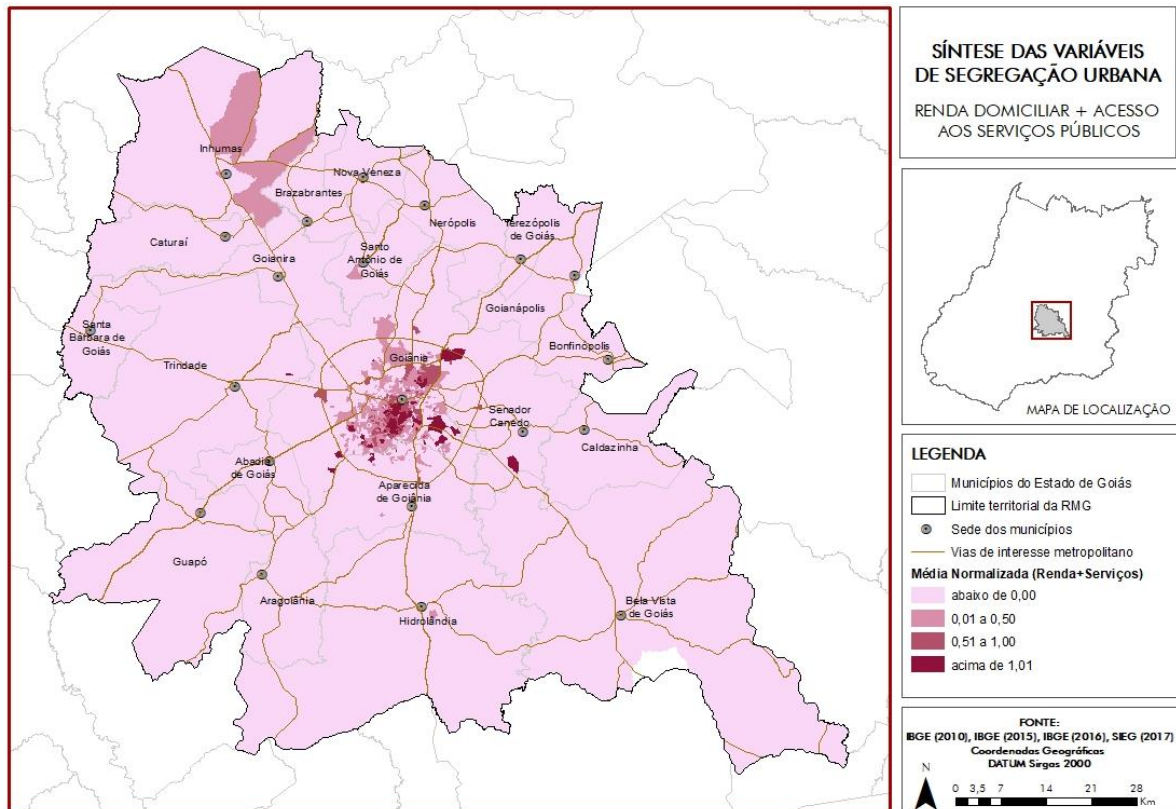 Inhumas
Nova Veneza
Brazabrantes
Nerópolis
Terezópolis
de Goiás
Caturaí
Santo
Antônio de
Goiás
Goianira
Goianápolis
Santa
Bárbara de
Goiás
Bonfinópolis
Goiânia
Trindade
Senador
Canedo
Caldazinha
Abadia
de Goiás
Aparecida
de Goiânia
Guapó
Aragoiânia
Hidrolândia
Bela Vista
de Goiás
SÍNTESE DAS VARIÁVEIS
DE SEGREGAÇÃO URBANA
RENDA DOMICILIAR + ACESSO
AOS SERVIÇOS PÚBLICOS
MAPA DE LOCALIZAÇÃO
LEGENDA
Municípios do Estado de Goiás
Limite territorial da RMG
Sede dos municípios
Vias de interesse metropolitano
Média Normalizada (Renda+Serviços)
abaixo de 0,00
0,01 a 0,50
0,51 a 1,00
acima de 1,01
FONTE:
IBGE (2010), IBGE (2015), IBGE (2016), SIEG (2017)
Coordenadas Geográficas
DATUM Sirgas 2000
N
0 3,5 7 14 21 28
Km